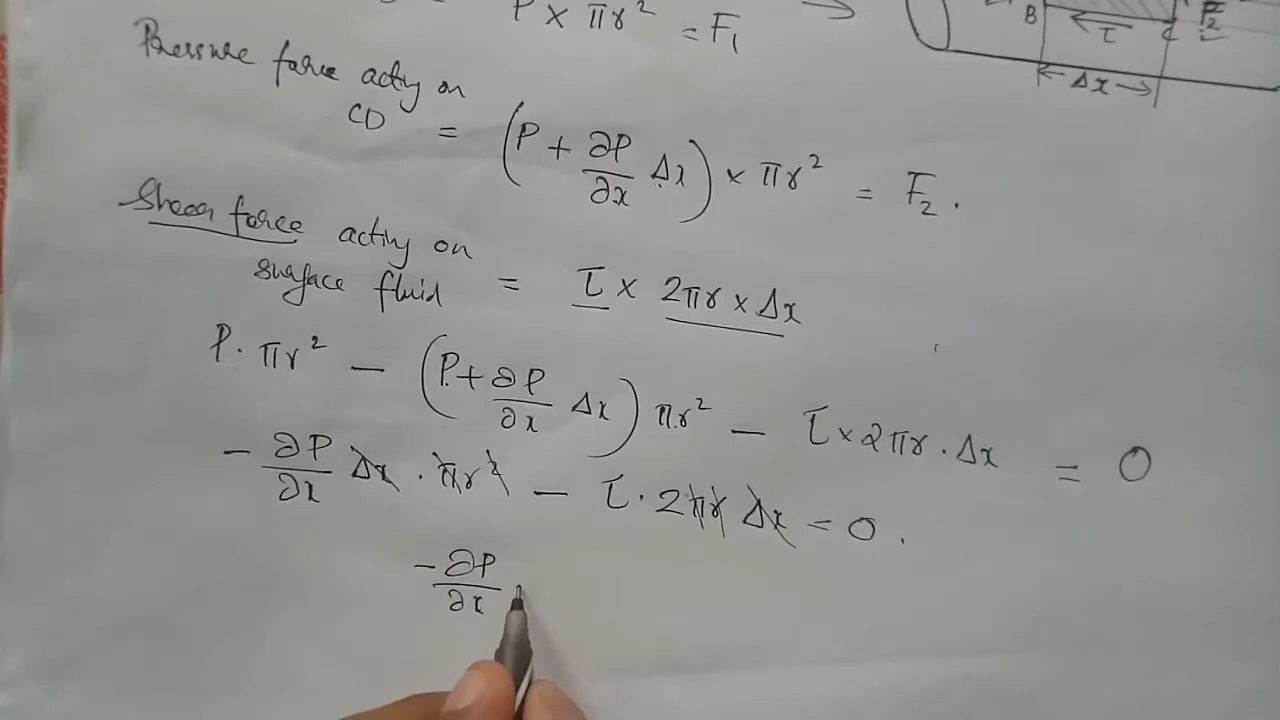 P × πr² = F₁ →
B τ C F₂
Δx
Pressure force acting on
CD = (P + ∂P/∂x Δx) × πr² = F₂.
Shear force acting on
surface fluid = τ × 2πr × Δx
P. πr² − (P + ∂P/∂x Δx) πr² − τ × 2πr . Δx = 0
− ∂P/∂x Δx . πr² − τ . 2πr Δx = 0.
− ∂P/∂x